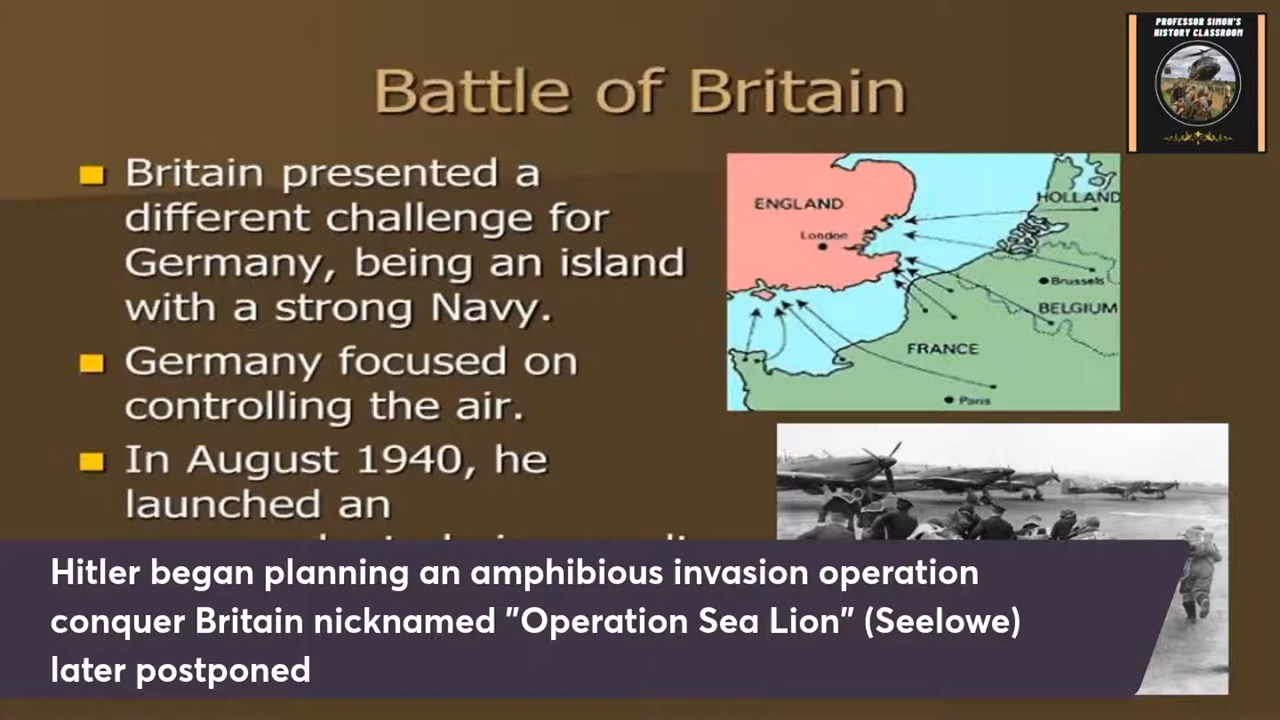 PROFESSOR SIMON'S
HISTORY CLASSROOM
Battle of Britain
Britain presented a
different challenge for
Germany, being an island
with a strong Navy.
Germany focused on
controlling the air.
In August 1940, he
launched an
ENGLAND
London
HOLLAND
Brussels
BELGIUM
FRANCE
Paris
Hitler began planning an amphibious invasion operation
conquer Britain nicknamed "Operation Sea Lion" (Seelowe)
later postponed